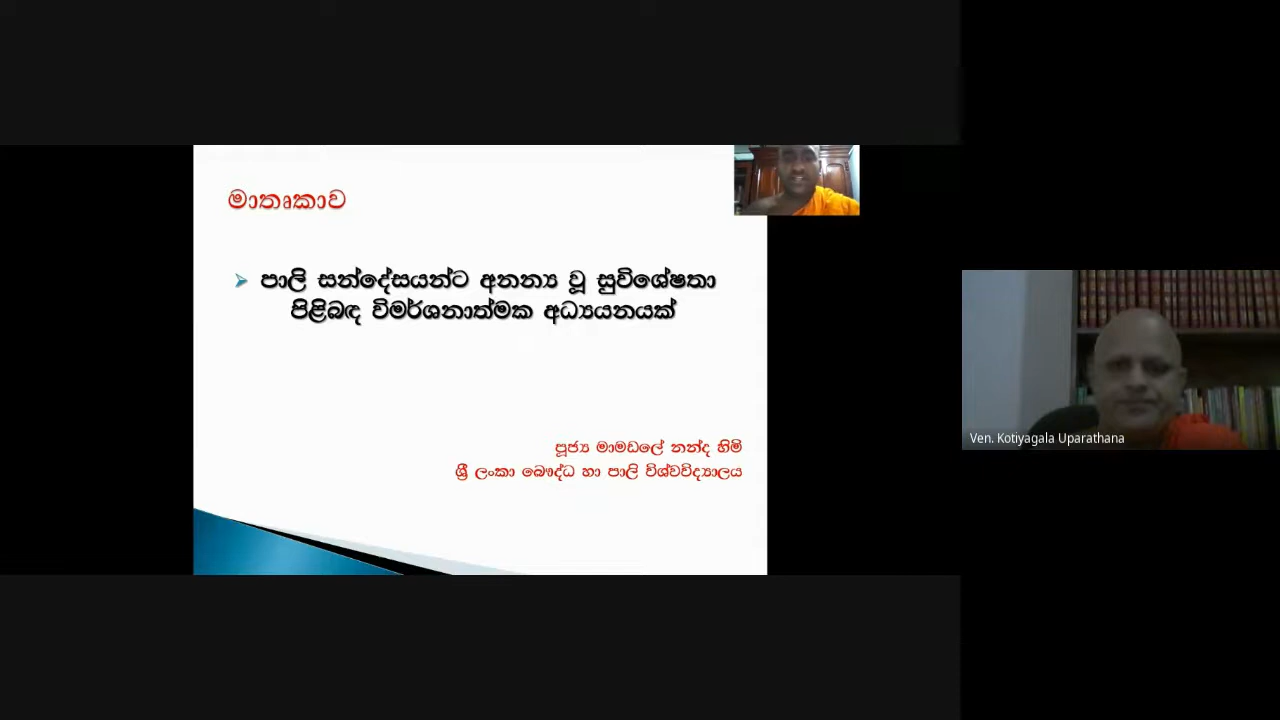 මාතෘකාව
පාලි සන්දේසයන්ට අනන්‍ය වූ සුවිශේෂතා
පිළිබඳ විමර්ශනාත්මක අධ්‍යයනයක්
පූජ්‍ය මාමඩලේ නන්ද හිමි
ශ්‍රී ලංකා බෞද්ධ හා පාලි විශ්වවිද්‍යාලය
Ven. Kotiyagala Uparathana